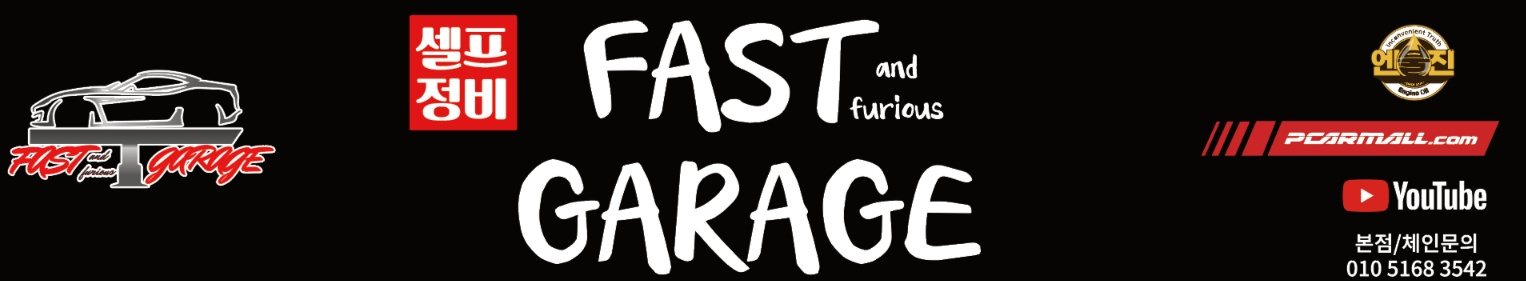 FAST and furious GARAGE
셀프
정비
FAST
and
furious
GARAGE
Inconvenient Truth
엔진
Engine Oil
PCARMALL.com
YouTube
본점/체인문의
010 5168 3542